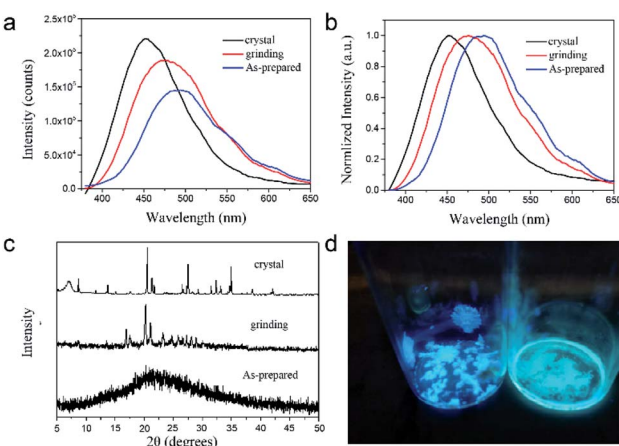 a
2.5x10⁵
2.0x10⁵
1.5x10⁵
1.0x10⁵
5.0x10⁴
0.0
Intensity (counts)
crystal
grinding
As-prepared
400 450 500 550 600 650
Wavelength (nm)
b
1.0
0.8
0.6
0.4
0.2
0.0
Normlized Intensity (a.u.)
crystal
grinding
As-prepared
400 450 500 550 600 650
Wavelength (nm)
c
Intensity
crystal
grinding
As-prepared
5 10 15 20 25 30 35 40 45 50
2θ (degrees)
d